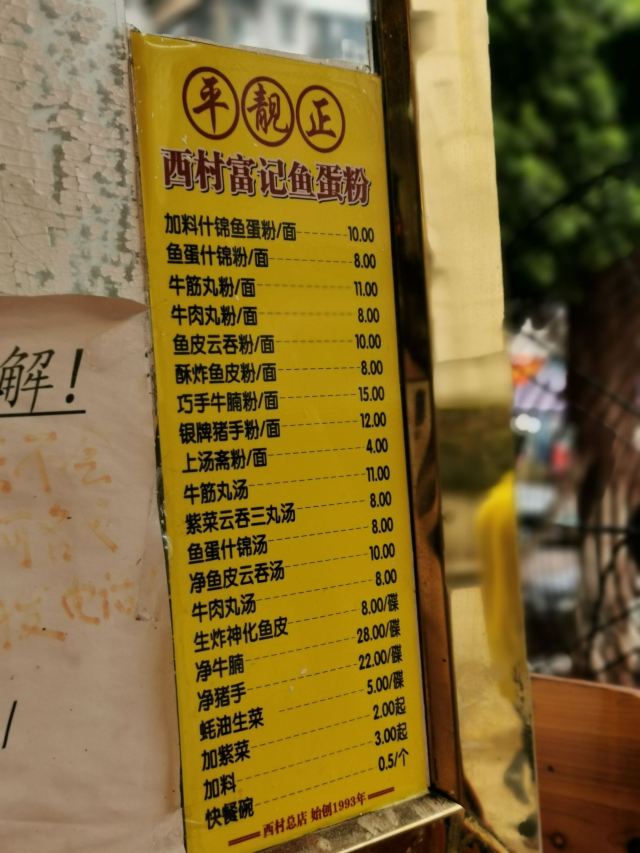 平靓正
西村富记鱼蛋粉
加料什锦鱼蛋粉/面 10.00
鱼蛋什锦粉/面 8.00
牛筋丸粉/面 11.00
牛肉丸粉/面 8.00
鱼皮云吞粉/面 10.00
酥炸鱼皮粉/面 8.00
巧手牛腩粉/面 15.00
银牌猪手粉/面 12.00
上汤斋粉/面 4.00
牛筋丸汤 11.00
紫菜云吞三丸汤 8.00
鱼蛋什锦汤 8.00
净鱼皮云吞汤 10.00
牛肉丸汤 8.00
生炸神化鱼皮 8.00/碟
净牛腩 28.00/碟
净猪手 22.00/碟
蚝油生菜 5.00/碟
加紫菜 2.00起
加料 3.00起
快餐碗 0.5/个
西村总店 始创1993年
解！